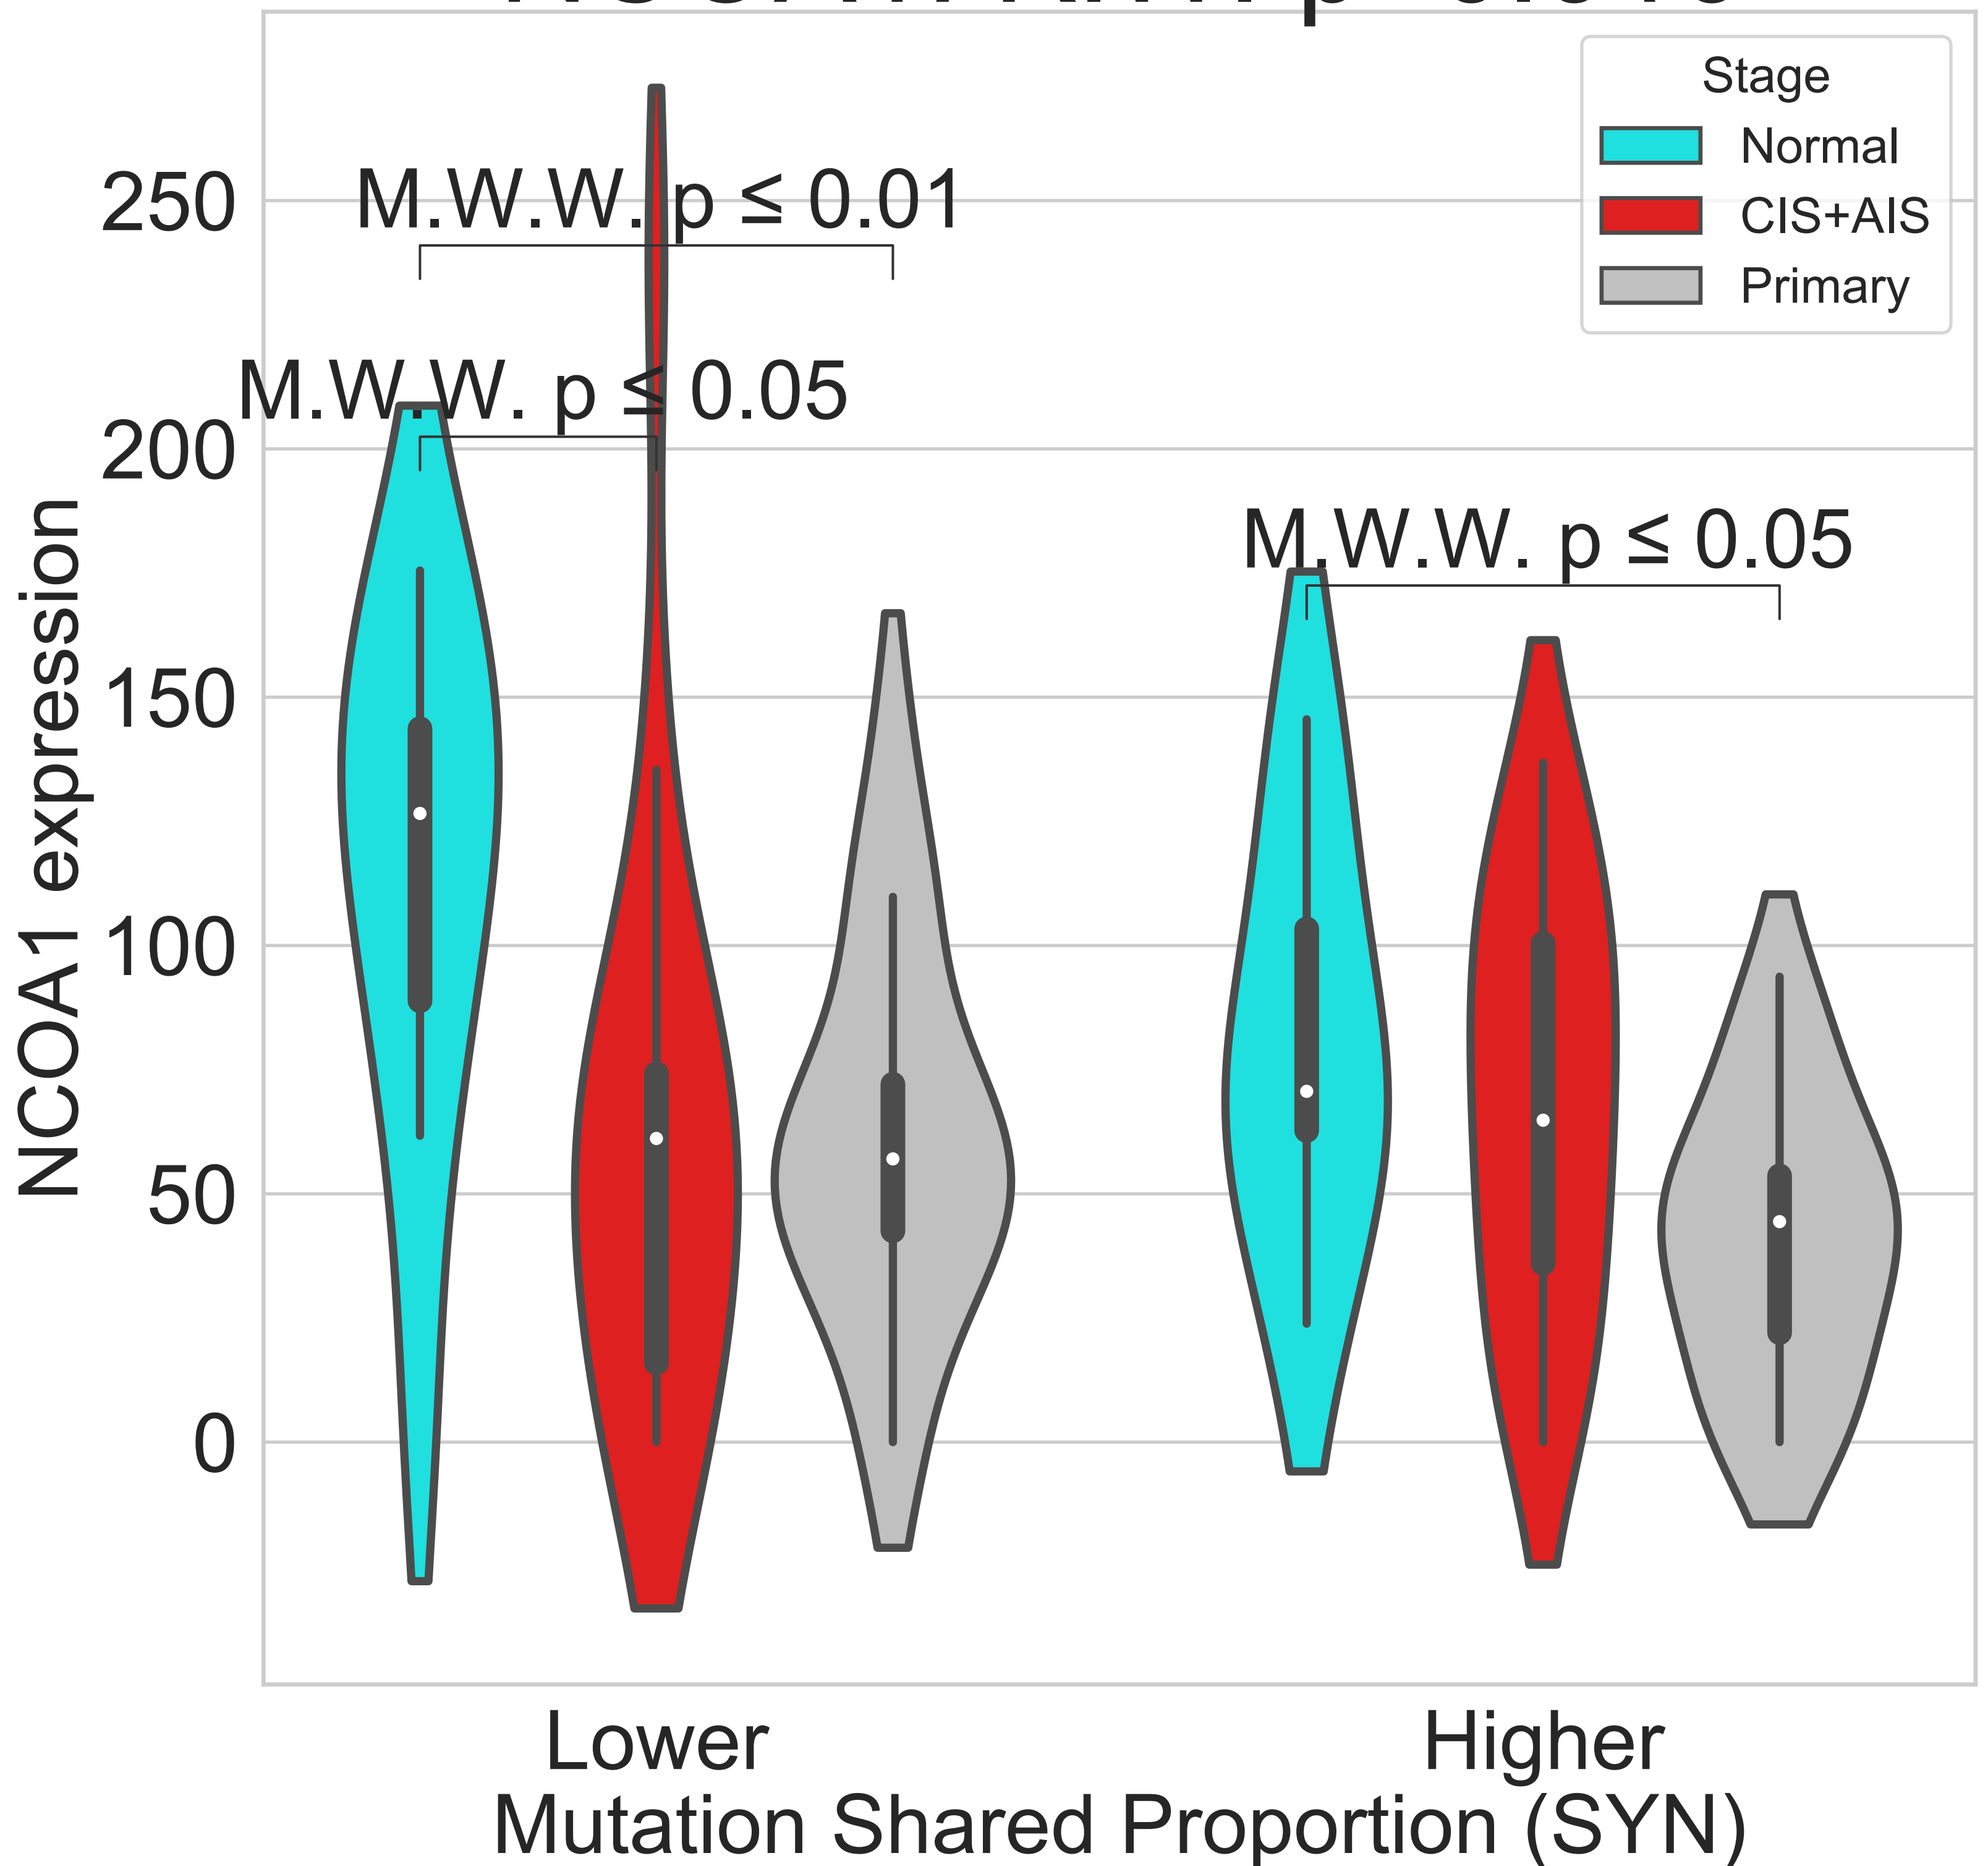 Stage
Normal
CIS+AIS
Primary
M.W.W. p ≤ 0.01
M.W.W. p ≤ 0.05
M.W.W. p ≤ 0.05
NCOA1 expression
250
200
150
100
50
0
Lower
Higher
Mutation Shared Proportion (SYN)